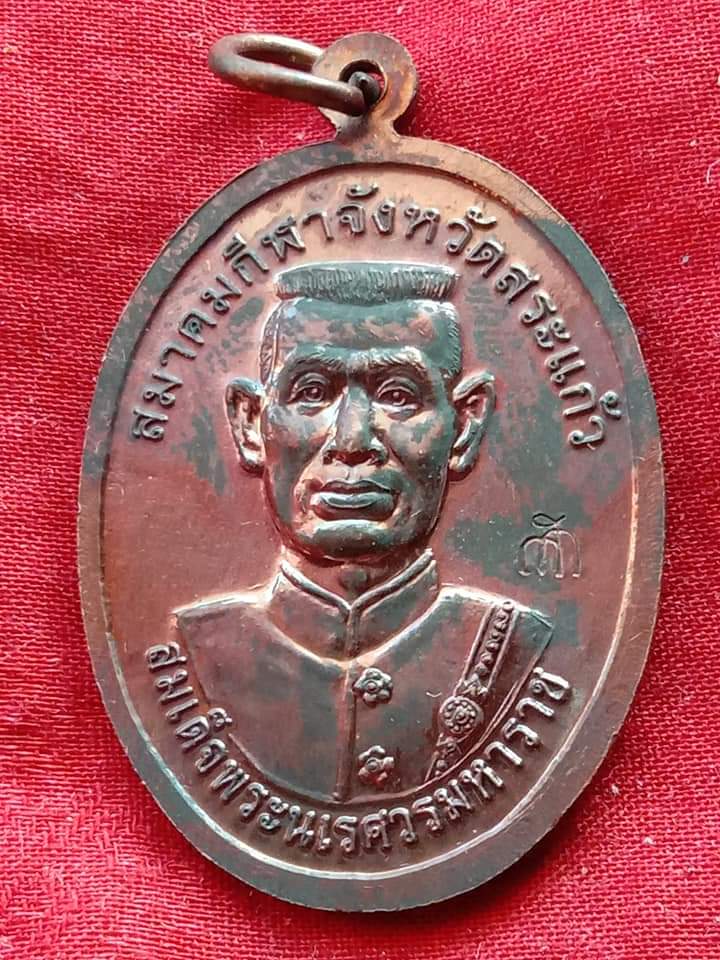 สมาคมกีฬาจังหวัดสระแก้ว
สมเด็จพระนเรศวรมหาราช